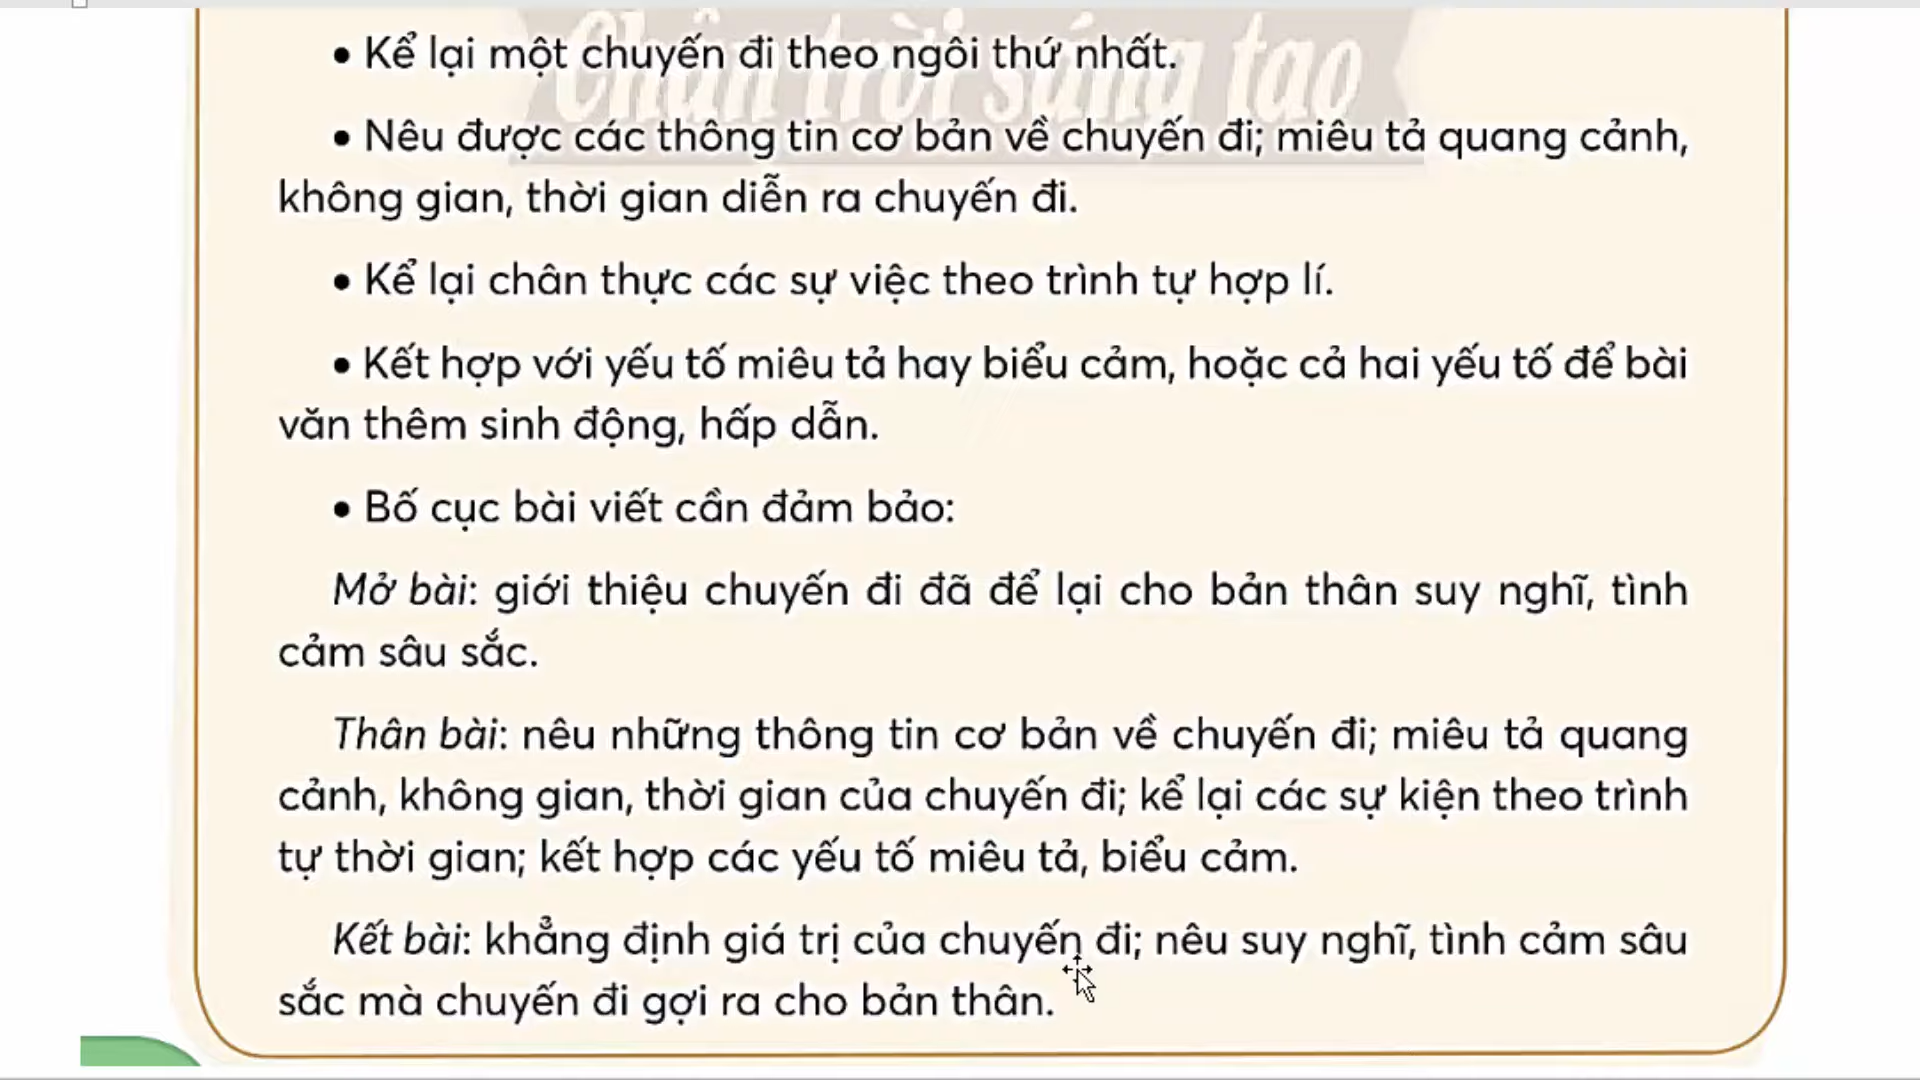 Chân trời sáng tạo
• Kể lại một chuyến đi theo ngôi thứ nhất.
• Nêu được các thông tin cơ bản về chuyến đi; miêu tả quang cảnh,
không gian, thời gian diễn ra chuyến đi.
• Kể lại chân thực các sự việc theo trình tự hợp lí.
• Kết hợp với yếu tố miêu tả hay biểu cảm, hoặc cả hai yếu tố để bài
văn thêm sinh động, hấp dẫn.
• Bố cục bài viết cần đảm bảo:
Mở bài: giới thiệu chuyến đi đã để lại cho bản thân suy nghĩ, tình
cảm sâu sắc.
Thân bài: nêu những thông tin cơ bản về chuyến đi; miêu tả quang
cảnh, không gian, thời gian của chuyến đi; kể lại các sự kiện theo trình
tự thời gian; kết hợp các yếu tố miêu tả, biểu cảm.
Kết bài: khẳng định giá trị của chuyến đi; nêu suy nghĩ, tình cảm sâu
sắc mà chuyến đi gợi ra cho bản thân.